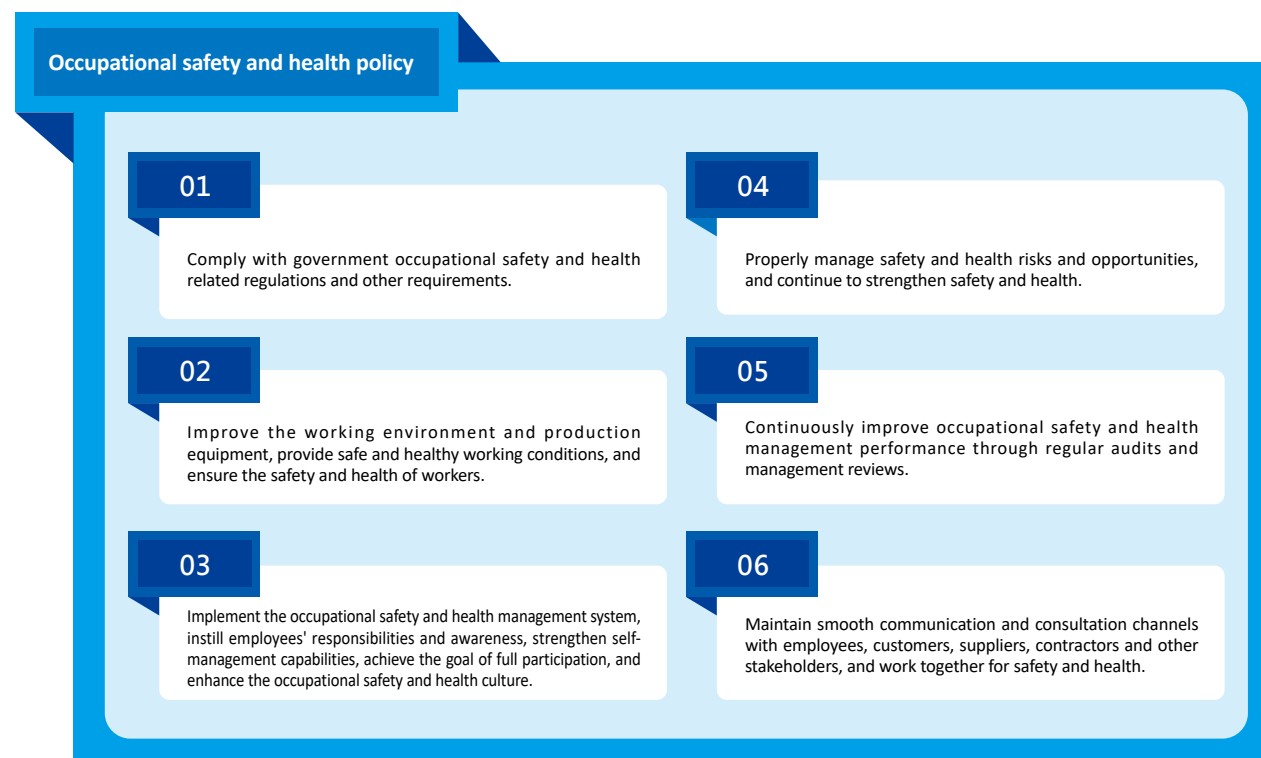 Occupational safety and health policy
01
Comply with government occupational safety and health
related regulations and other requirements.
02
Improve the working environment and production
equipment, provide safe and healthy working conditions, and
ensure the safety and health of workers.
03
Implement the occupational safety and health management system,
instill employees' responsibilities and awareness, strengthen self-
management capabilities, achieve the goal of full participation, and
enhance the occupational safety and health culture.
04
Properly manage safety and health risks and opportunities,
and continue to strengthen safety and health.
05
Continuously improve occupational safety and health
management performance through regular audits and
management reviews.
06
Maintain smooth communication and consultation channels
with employees, customers, suppliers, contractors and other
stakeholders, and work together for safety and health.